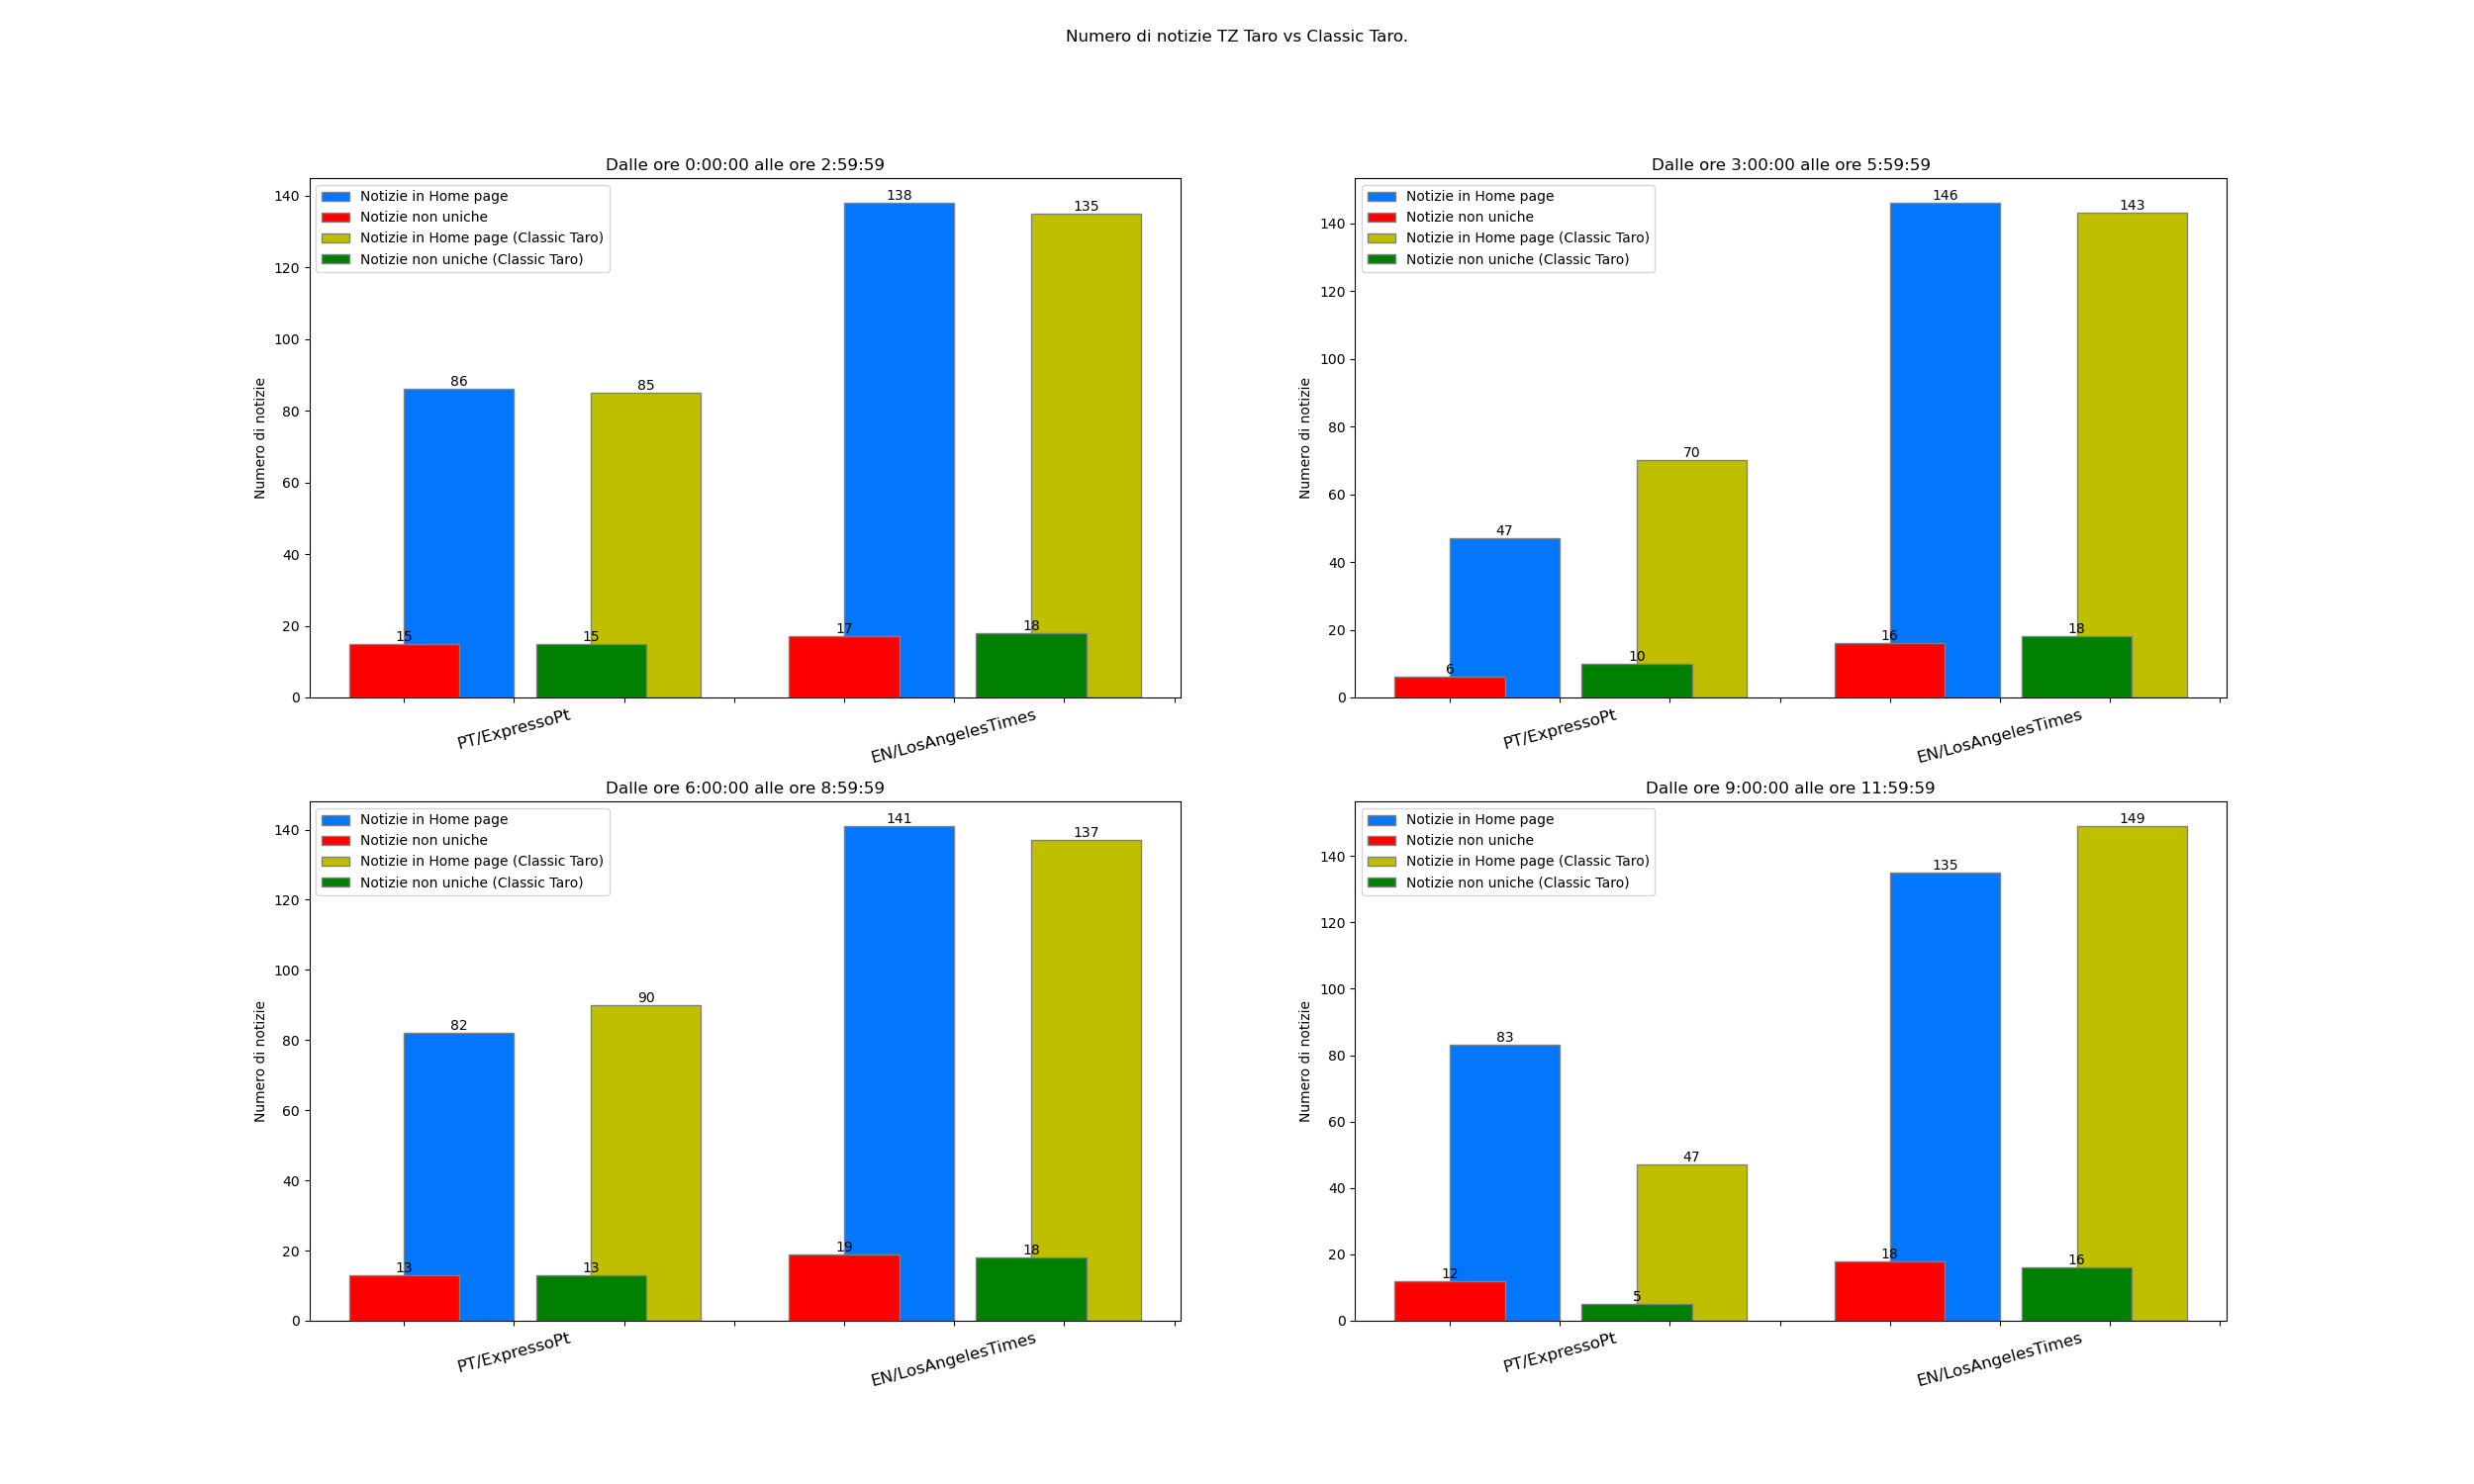 Numero di notizie TZ Taro vs Classic Taro.
Dalle ore 0:00:00 alle ore 2:59:59
Notizie in Home page
Notizie non uniche
Notizie in Home page (Classic Taro)
Notizie non uniche (Classic Taro)
Numero di notizie
140
120
100
80
60
40
20
0
86
85
138
135
15
15
17
18
PT/ExpressoPt
EN/LosAngelesTimes
Dalle ore 3:00:00 alle ore 5:59:59
Notizie in Home page
Notizie non uniche
Notizie in Home page (Classic Taro)
Notizie non uniche (Classic Taro)
Numero di notizie
140
120
100
80
60
40
20
0
47
70
146
143
6
10
16
18
PT/ExpressoPt
EN/LosAngelesTimes
Dalle ore 6:00:00 alle ore 8:59:59
Notizie in Home page
Notizie non uniche
Notizie in Home page (Classic Taro)
Notizie non uniche (Classic Taro)
Numero di notizie
140
120
100
80
60
40
20
0
82
90
141
137
13
13
19
18
PT/ExpressoPt
EN/LosAngelesTimes
Dalle ore 9:00:00 alle ore 11:59:59
Notizie in Home page
Notizie non uniche
Notizie in Home page (Classic Taro)
Notizie non uniche (Classic Taro)
Numero di notizie
140
120
100
80
60
40
20
0
83
47
135
149
12
5
18
16
PT/ExpressoPt
EN/LosAngelesTimes